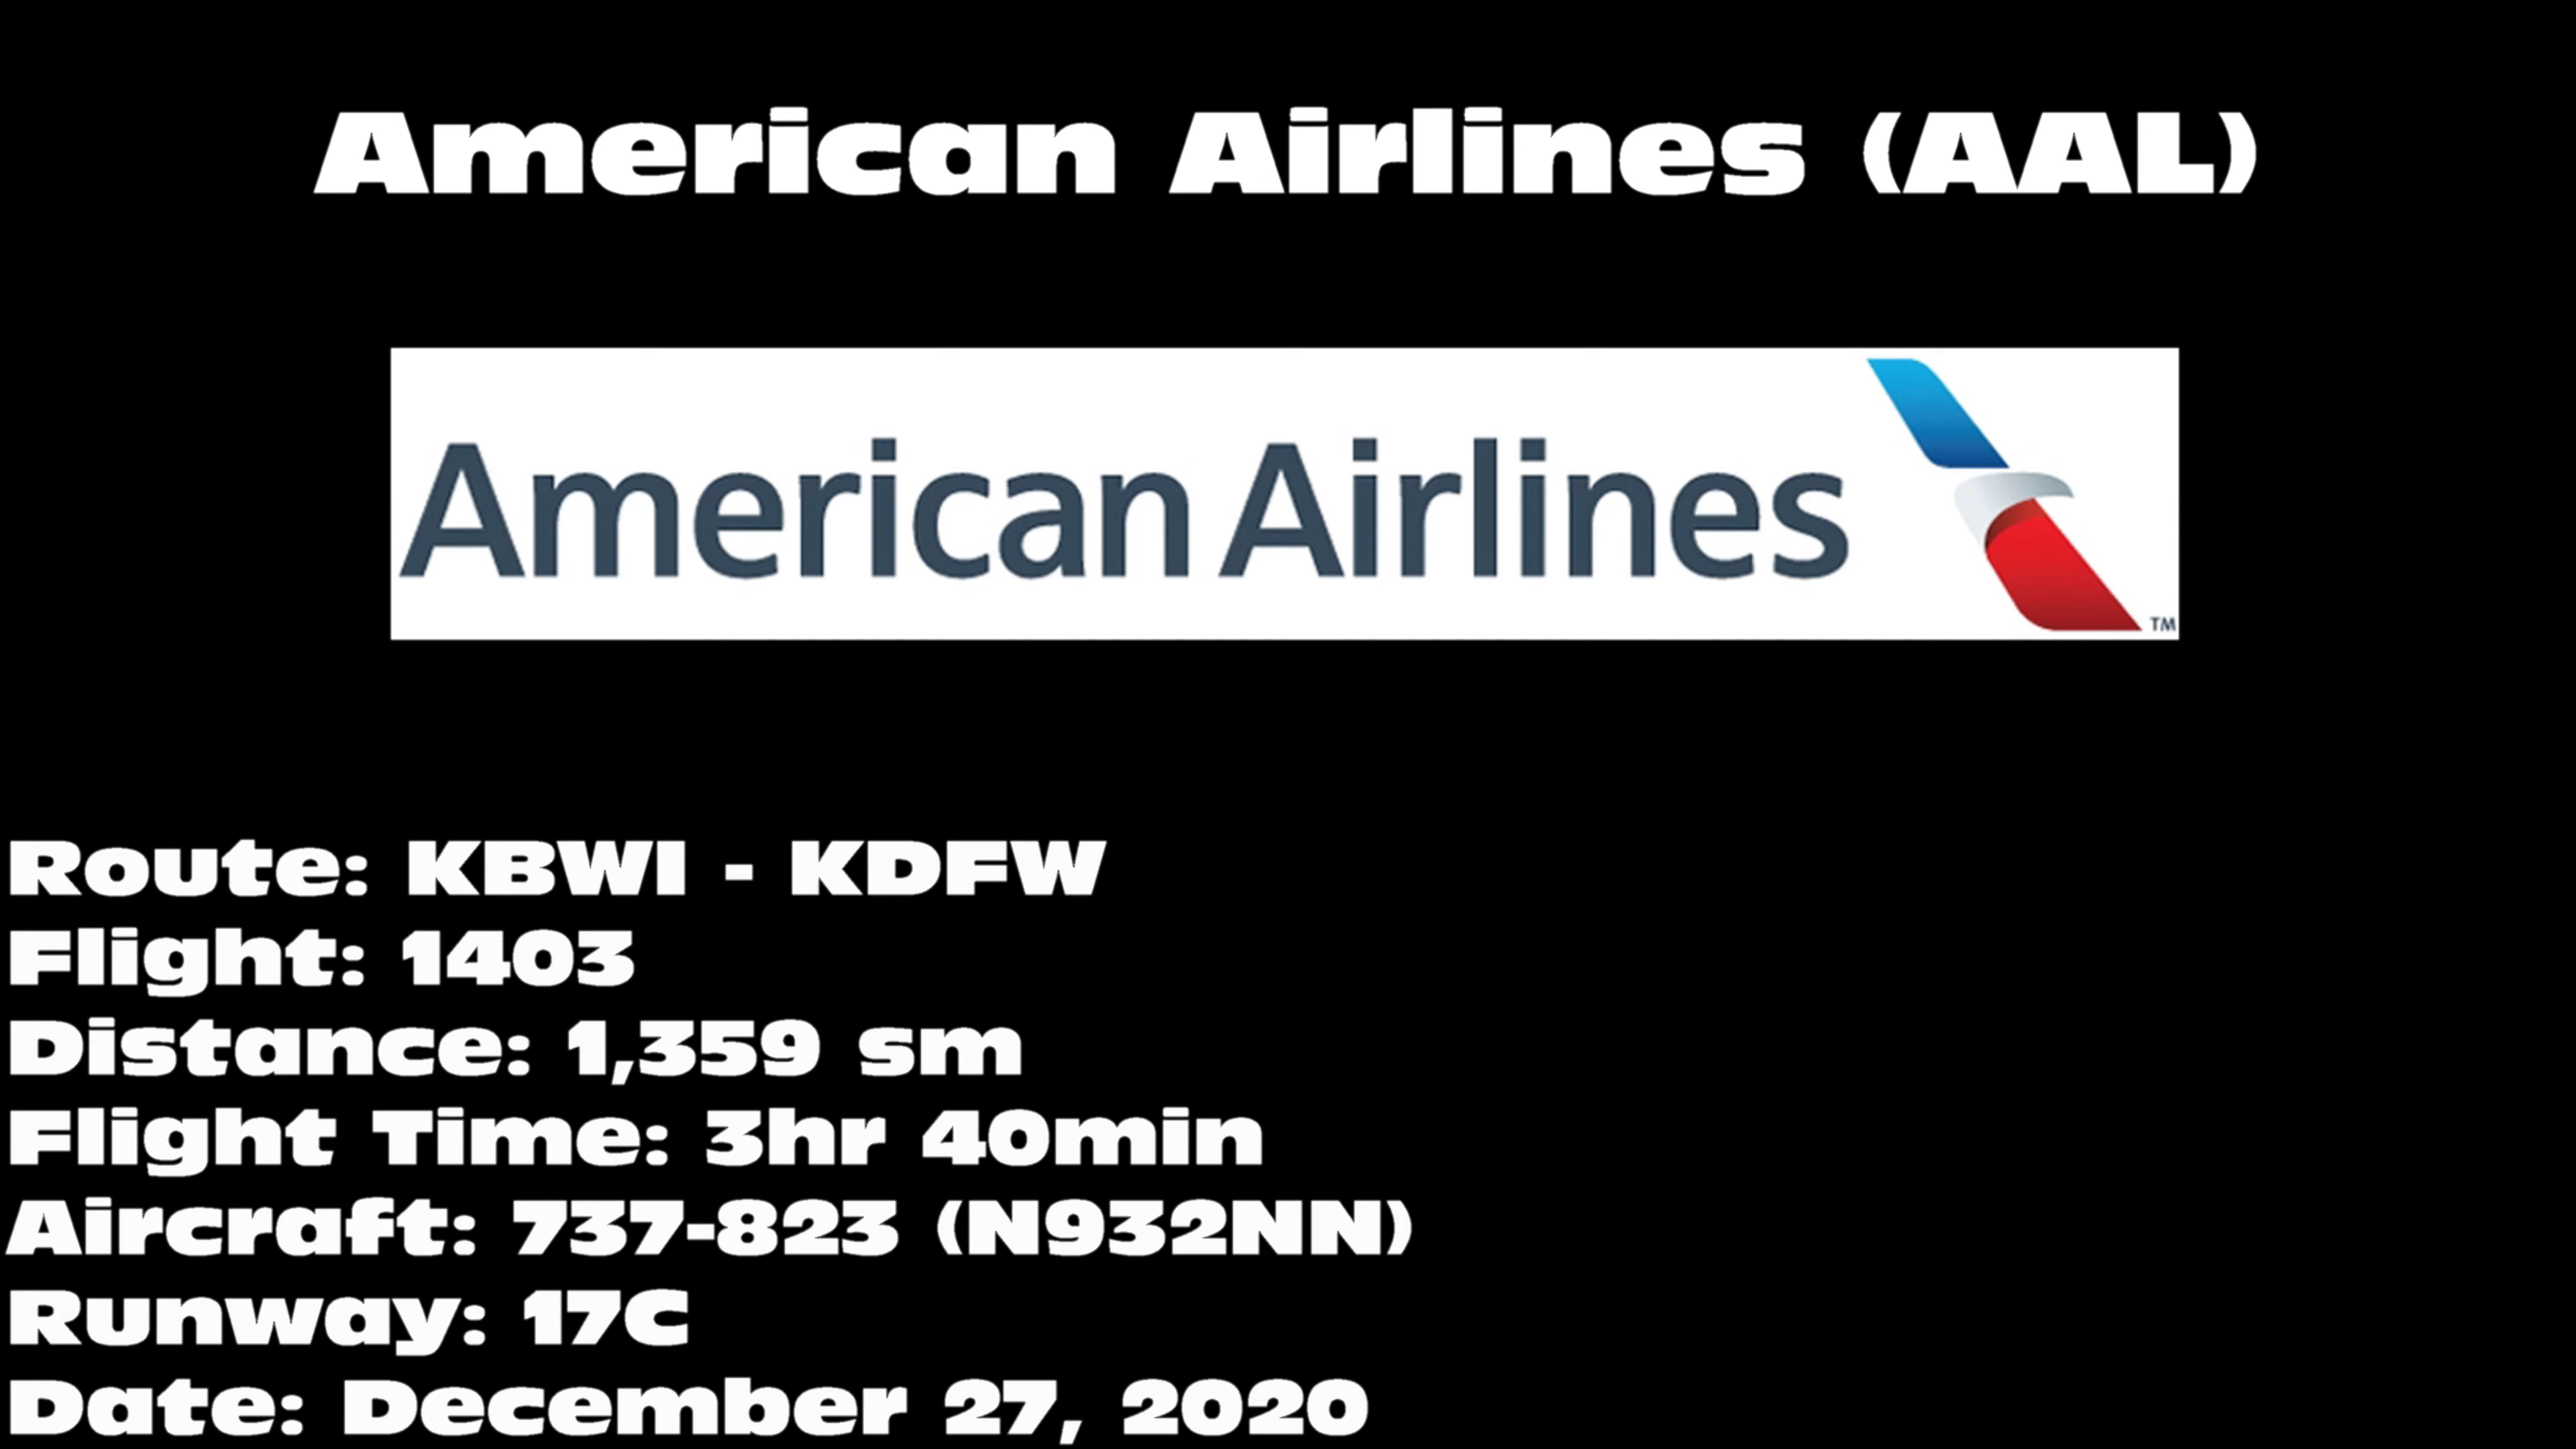 American Airlines (AAL)
American Airlines
TM
Route: KBWI - KDFW
Flight: 1403
Distance: 1,359 sm
Flight Time: 3hr 40min
Aircraft: 737-823 (N932NN)
Runway: 17C
Date: December 27, 2020